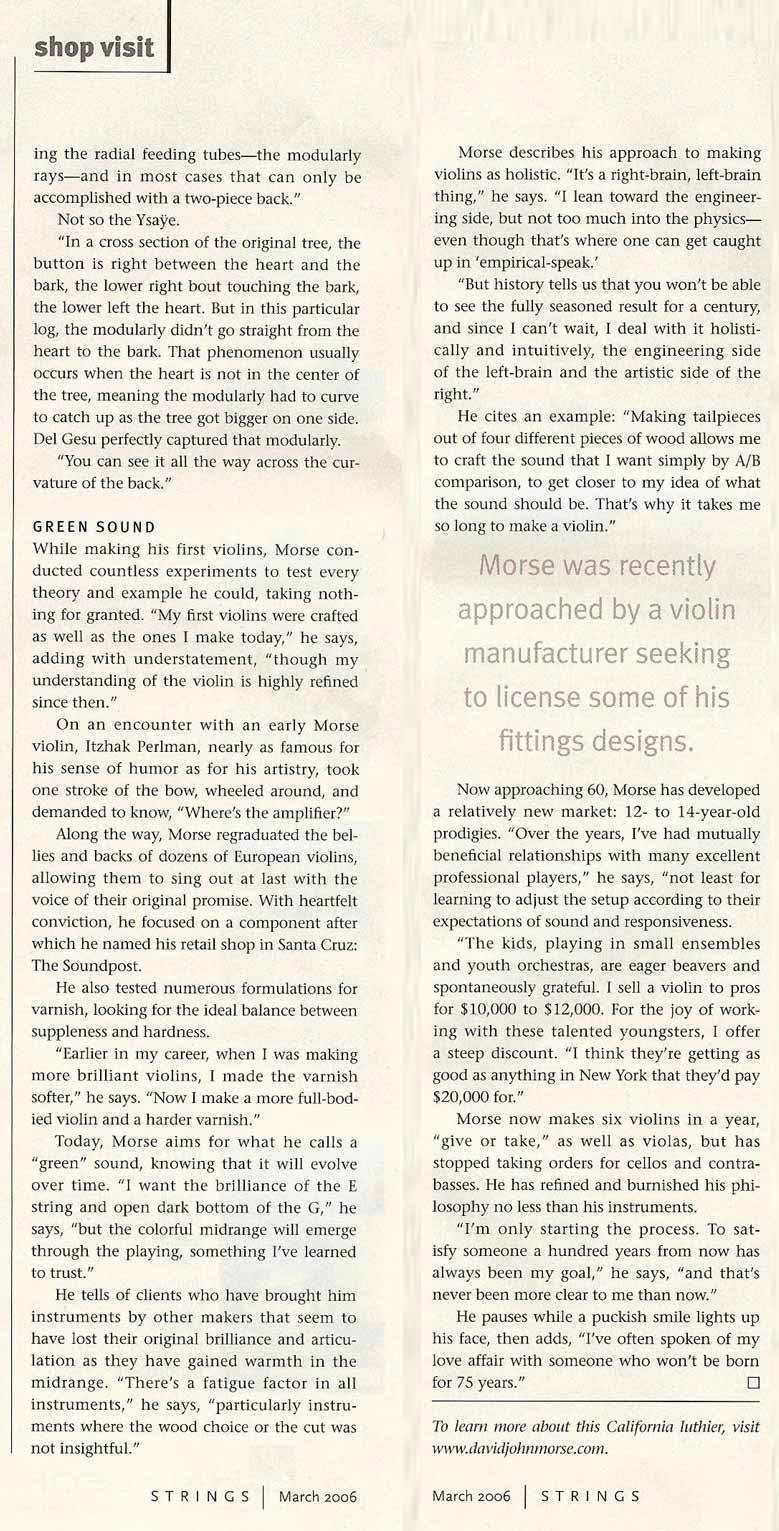 shop visit
ing the radial feeding tubes—the modularly
rays—and in most cases that can only be
accomplished with a two-piece back.”
Not so the Ysaÿe.
“In a cross section of the original tree, the
button is right between the heart and the
bark, the lower right bout touching the bark,
the lower left the heart. But in this particular
log, the modularly didn’t go straight from the
heart to the bark. That phenomenon usually
occurs when the heart is not in the center of
the tree, meaning the modularly had to curve
to catch up as the tree got bigger on one side.
Del Gesu perfectly captured that modularly.
“You can see it all the way across the cur-
vature of the back.”
GREEN SOUND
While making his first violins, Morse con-
ducted countless experiments to test every
theory and example he could, taking noth-
ing for granted. “My first violins were crafted
as well as the ones I make today,” he says,
adding with understatement, “though my
understanding of the violin is highly refined
since then.”
On an encounter with an early Morse
violin, Itzhak Perlman, nearly as famous for
his sense of humor as for his artistry, took
one stroke of the bow, wheeled around, and
demanded to know, “Where’s the amplifier?”
Along the way, Morse regraduated the bel-
lies and backs of dozens of European violins,
allowing them to sing out at last with the
voice of their original promise. With heartfelt
conviction, he focused on a component after
which he named his retail shop in Santa Cruz:
The Soundpost.
He also tested numerous formulations for
varnish, looking for the ideal balance between
suppleness and hardness.
“Earlier in my career, when I was making
more brilliant violins, I made the varnish
softer,” he says. “Now I make a more full-bod-
ied violin and a harder varnish.”
Today, Morse aims for what he calls a
“green” sound, knowing that it will evolve
over time. “I want the brilliance of the E
string and open dark bottom of the G,” he
says, “but the colorful midrange will emerge
through the playing, something I’ve learned
to trust.”
He tells of clients who have brought him
instruments by other makers that seem to
have lost their original brilliance and articu-
lation as they have gained warmth in the
midrange. “There’s a fatigue factor in all
instruments,” he says, “particularly instru-
ments where the wood choice or the cut was
not insightful.”
STRINGS | March 2006
Morse describes his approach to making
violins as holistic. “It’s a right-brain, left-brain
thing,” he says. “I lean toward the engineer-
ing side, but not too much into the physics—
even though that’s where one can get caught
up in ‘empirical-speak.’
“But history tells us that you won’t be able
to see the fully seasoned result for a century,
and since I can’t wait, I deal with it holisti-
cally and intuitively, the engineering side
of the left-brain and the artistic side of the
right.”
He cites an example: “Making tailpieces
out of four different pieces of wood allows me
to craft the sound that I want simply by A/B
comparison, to get closer to my idea of what
the sound should be. That’s why it takes me
so long to make a violin.”
Morse was recently
approached by a violin
manufacturer seeking
to license some of his
fittings designs.
Now approaching 60, Morse has developed
a relatively new market: 12- to 14-year-old
prodigies. “Over the years, I’ve had mutually
beneficial relationships with many excellent
professional players,” he says, “not least for
learning to adjust the setup according to their
expectations of sound and responsiveness.
“The kids, playing in small ensembles
and youth orchestras, are eager beavers and
spontaneously grateful. I sell a violin to pros
for $10,000 to $12,000. For the joy of work-
ing with these talented youngsters, I offer
a steep discount. “I think they’re getting as
good as anything in New York that they’d pay
$20,000 for.”
Morse now makes six violins in a year,
“give or take,” as well as violas, but has
stopped taking orders for cellos and contra-
basses. He has refined and burnished his phi-
losophy no less than his instruments.
“I’m only starting the process. To sat-
isfy someone a hundred years from now has
always been my goal,” he says, “and that’s
never been more clear to me than now.”
He pauses while a puckish smile lights up
his face, then adds, “I’ve often spoken of my
love affair with someone who won’t be born
for 75 years.”
To learn more about this California luthier, visit
www.davidjohnmorse.com.
March 2006 | STRINGS